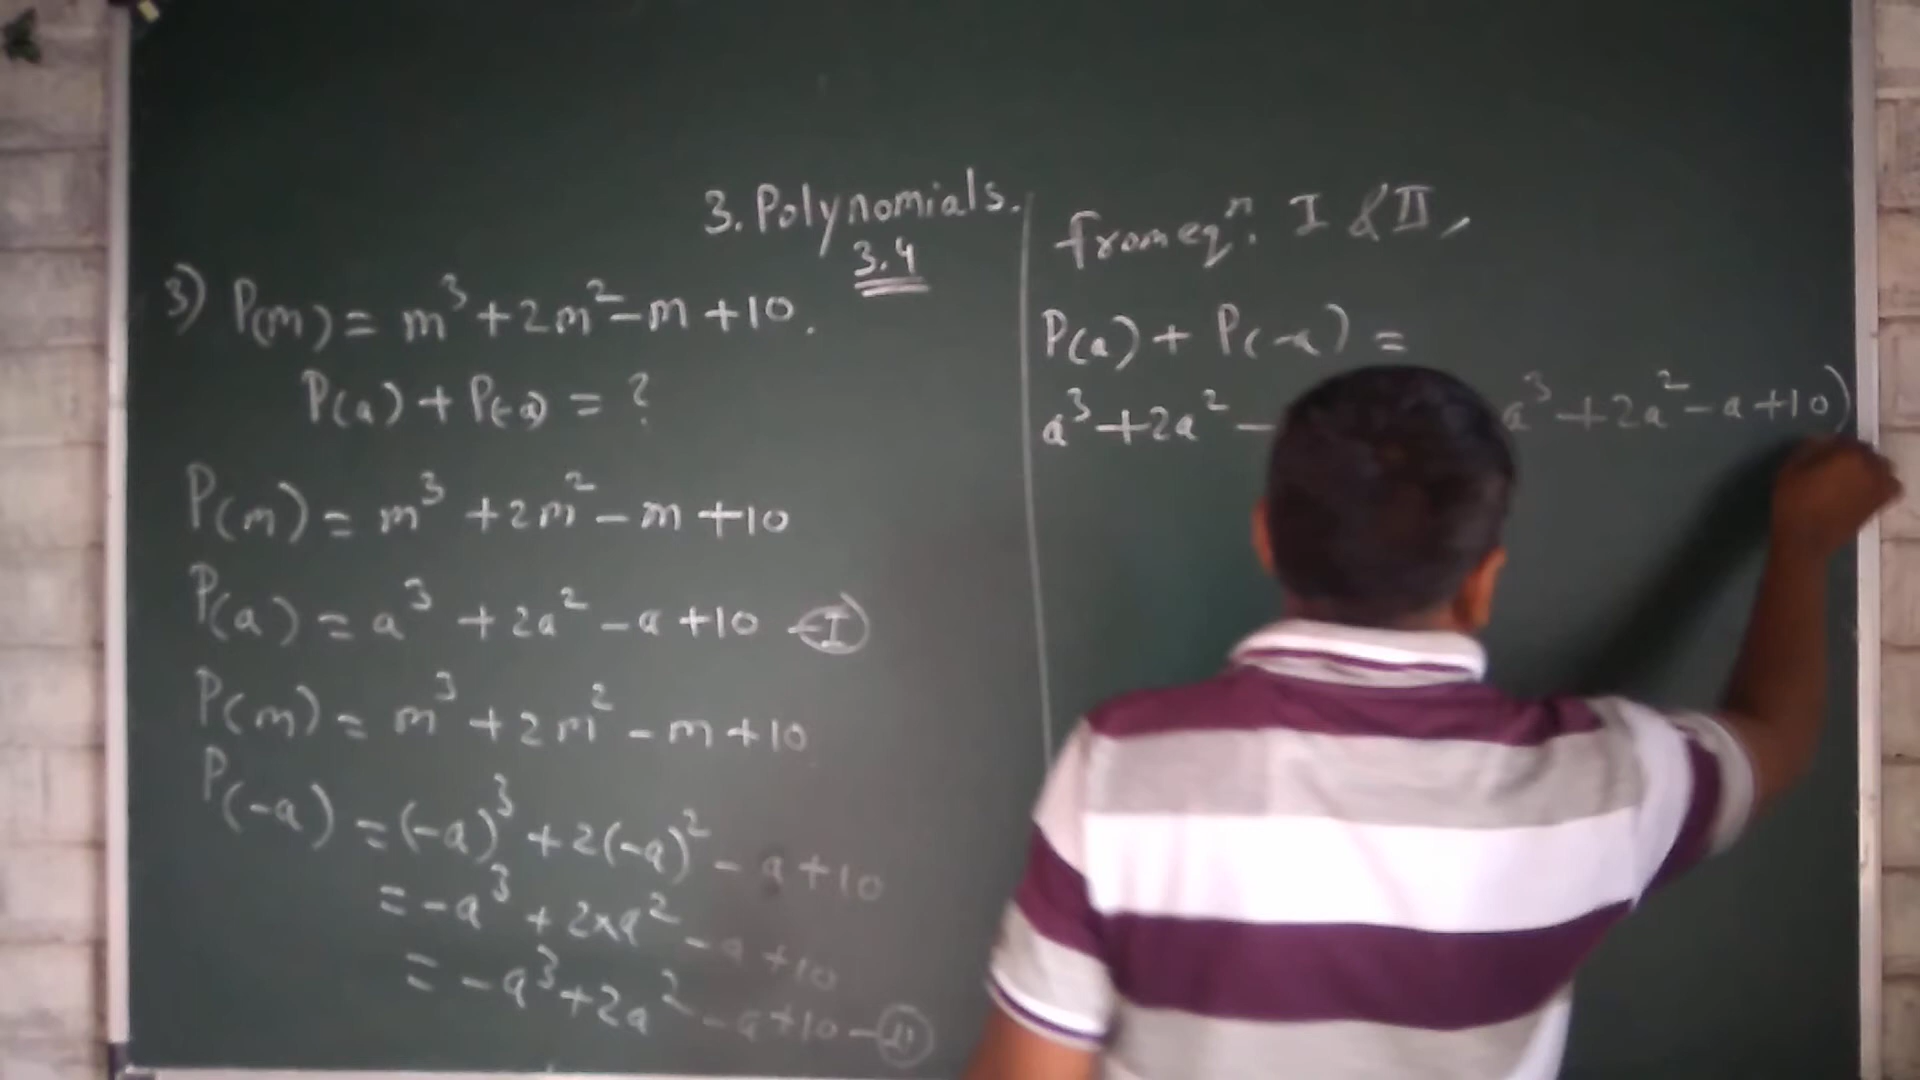 3. Polynomials.
3.4
3) P(m) = m³ + 2m² - m + 10.
P(a) + P(-a) = ?
P(m) = m³ + 2m² - m + 10
P(a) = a³ + 2a² - a + 10 - I
P(m) = m³ + 2m² - m + 10
P(-a) = (-a)³ + 2(-a)² - a + 10
= -a³ + 2×a² - a + 10
= -a³ + 2a² - a + 10 - II
from eqⁿ. I & II,
P(a) + P(-a) =
a³ + 2a² - a³ + 2a² - a + 10)